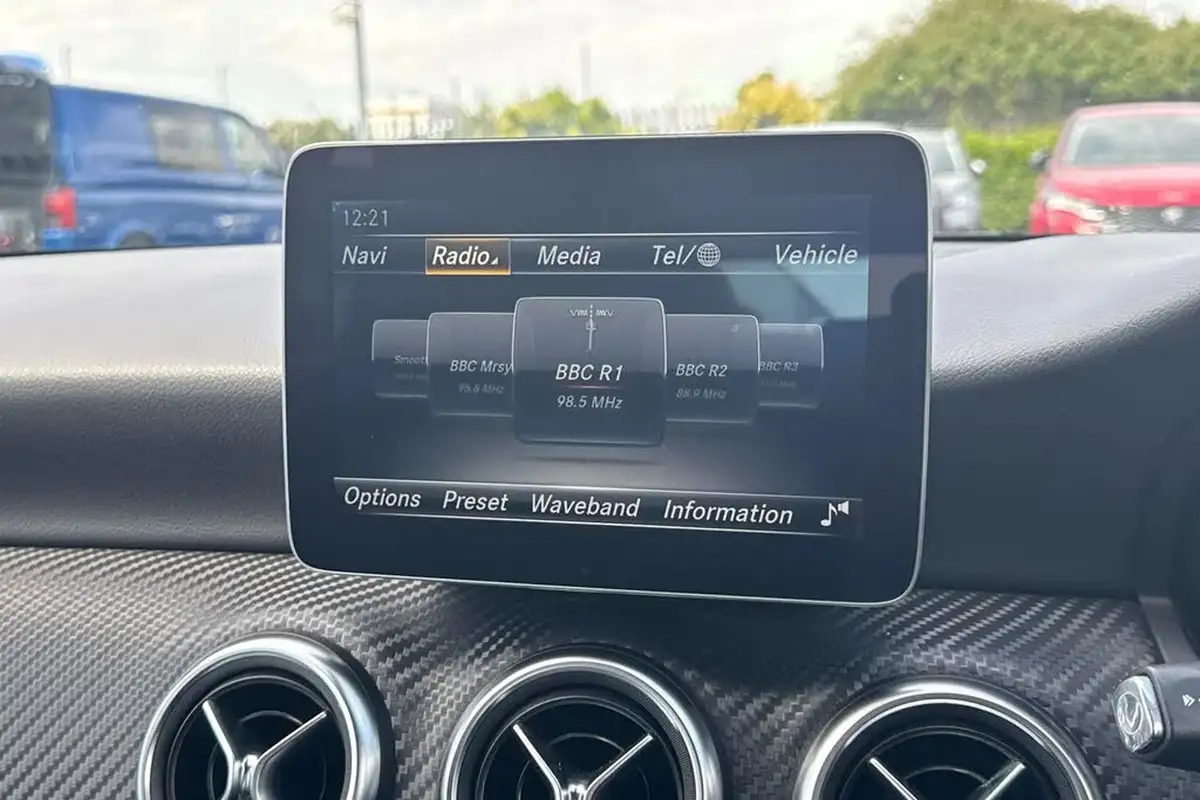 12:21
Navi Radio Media Tel/ Vehicle
Smooth BBC Mrsy BBC R1 BBC R2 BBC R3
95.8 MHz 98.5 MHz 88.9 MHz
Options Preset Waveband Information